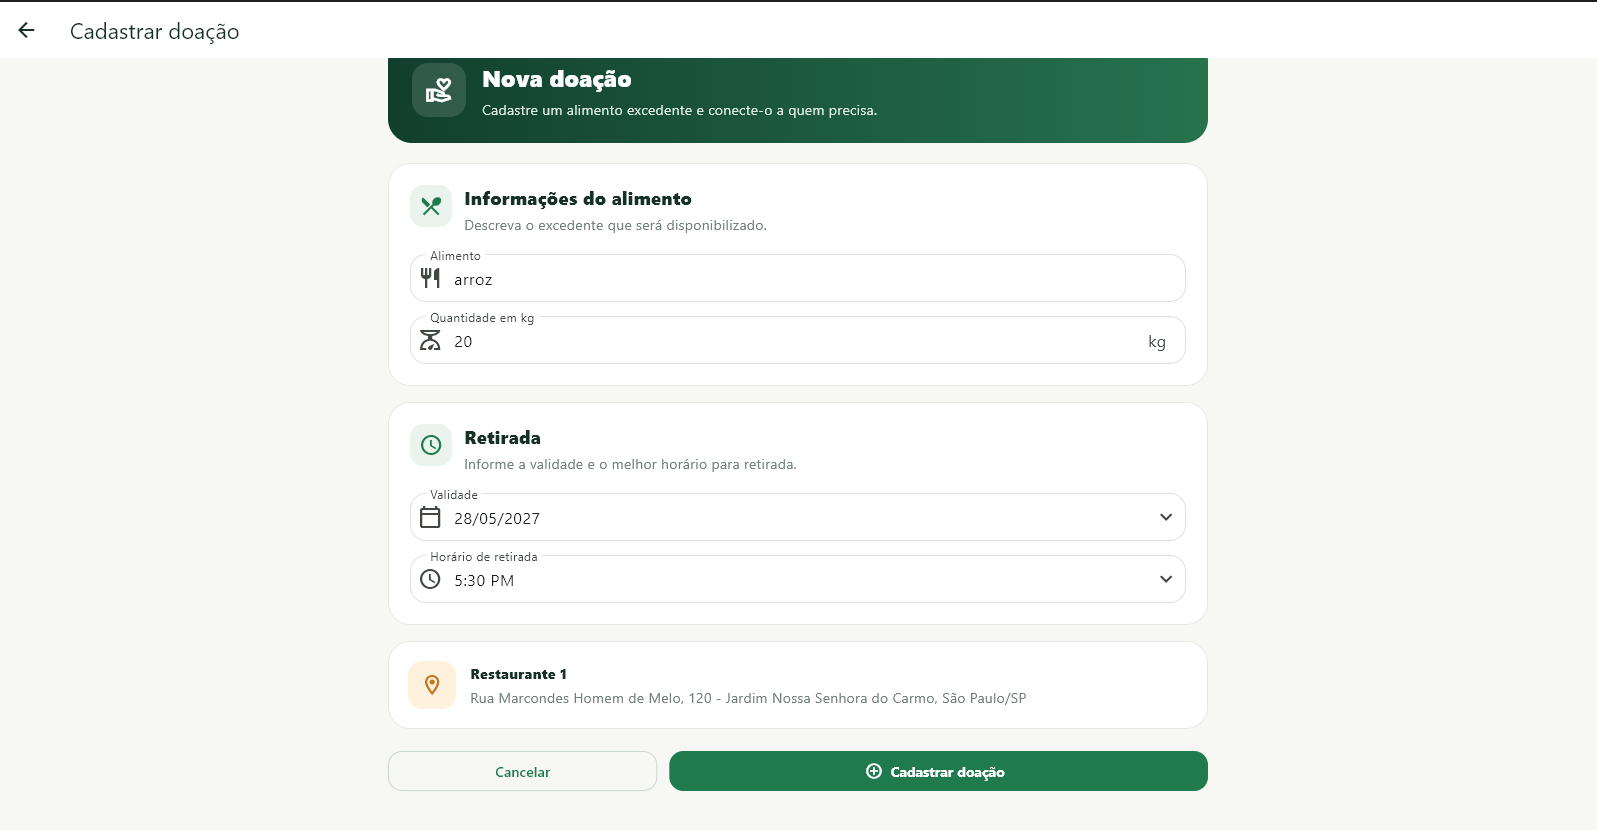 Cadastrar doação
Nova doação
Cadastre um alimento excedente e conecte-o a quem precisa.
Informações do alimento
Descreva o excedente que será disponibilizado.
Alimento
arroz
Quantidade em kg
20 kg
Retirada
Informe a validade e o melhor horário para retirada.
Validade
28/05/2027
Horário de retirada
5:30 PM
Restaurante 1
Rua Marcondes Homem de Melo, 120 - Jardim Nossa Senhora do Carmo, São Paulo/SP
Cancelar
Cadastrar doação